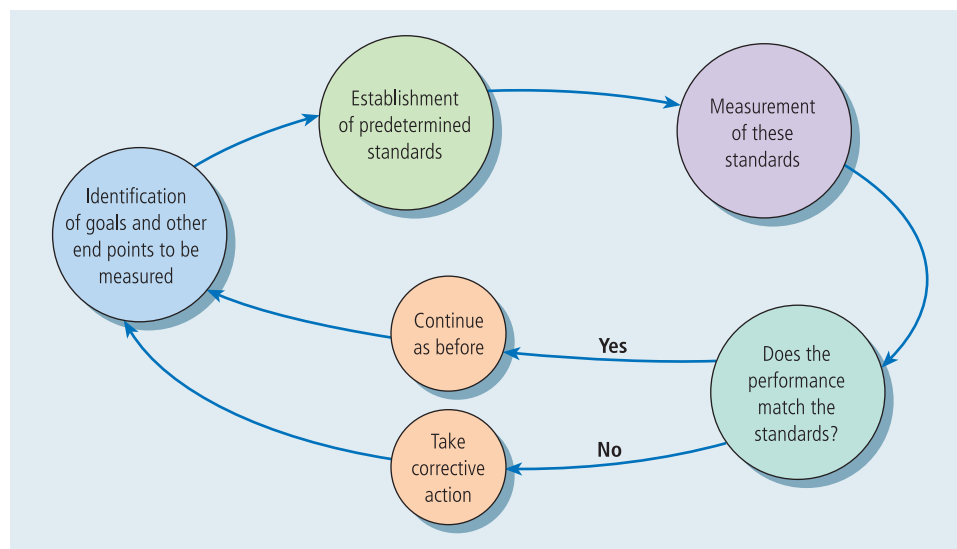 Identification
of goals and other
end points to be
measured
Establishment
of predetermined
standards
Measurement
of these
standards
Does the
performance
match the
standards?
Yes
Continue
as before
No
Take
corrective
action